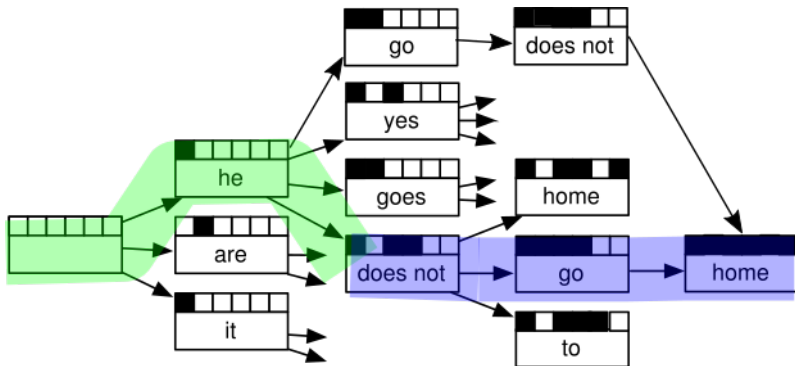 go
does not
yes
he
goes
home
are
does not
go
home
it
to